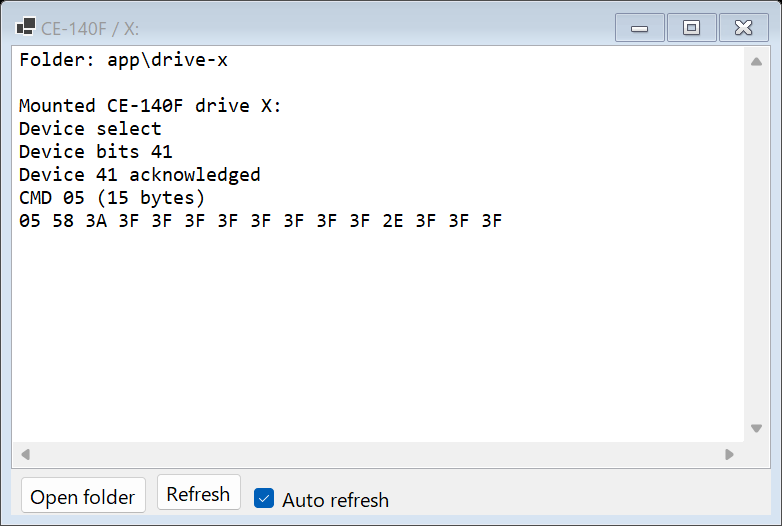 CE-140F / X:
Folder: app\drive-x
Mounted CE-140F drive X:
Device select
Device bits 41
Device 41 acknowledged
CMD 05 (15 bytes)
05 58 3A 3F 3F 3F 3F 3F 3F 3F 3F 2E 3F 3F 3F
Open folder
Refresh
Auto refresh